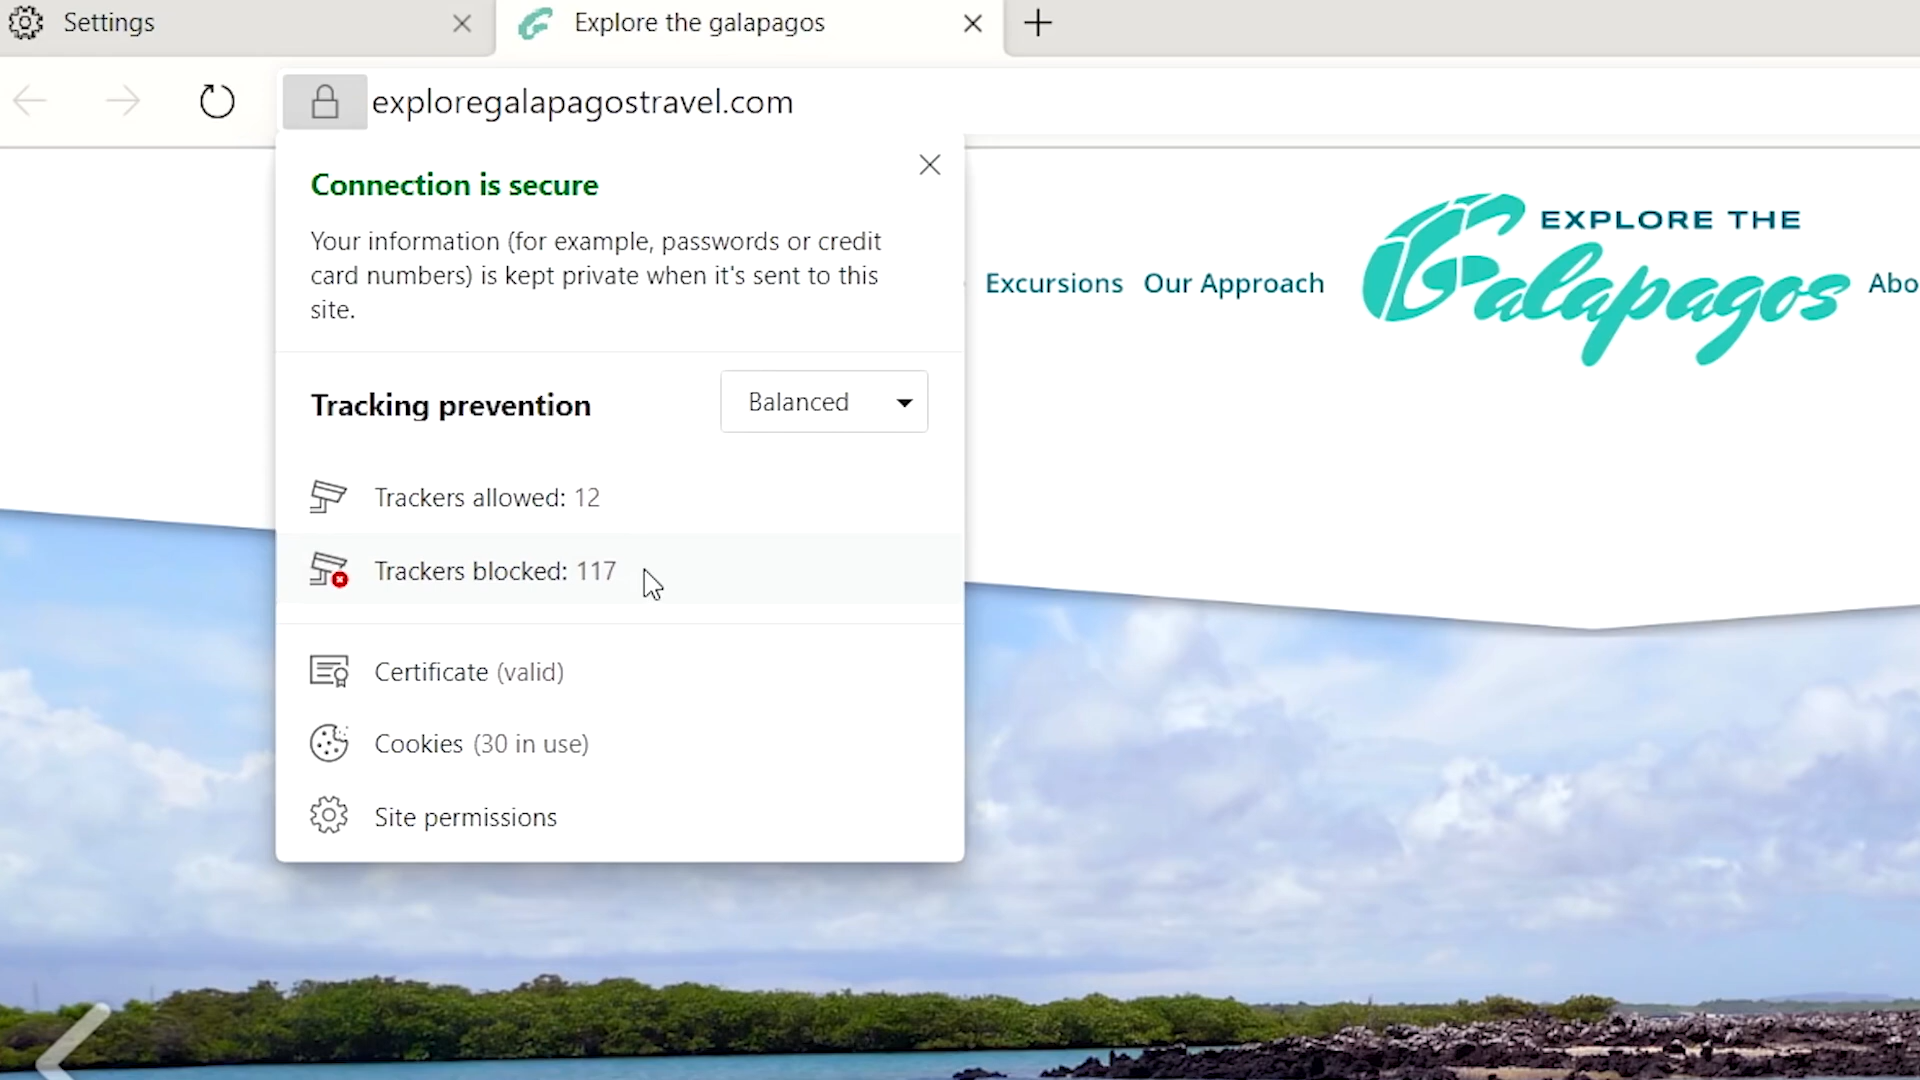 Settings
Explore the galapagos
exploregalapagostravel.com
Connection is secure
Your information (for example, passwords or credit
card numbers) is kept private when it's sent to this
site.
Tracking prevention
Balanced
Trackers allowed: 12
Trackers blocked: 117
Certificate (valid)
Cookies (30 in use)
Site permissions
Excursions
Our Approach
EXPLORE THE
Galapagos
Abo